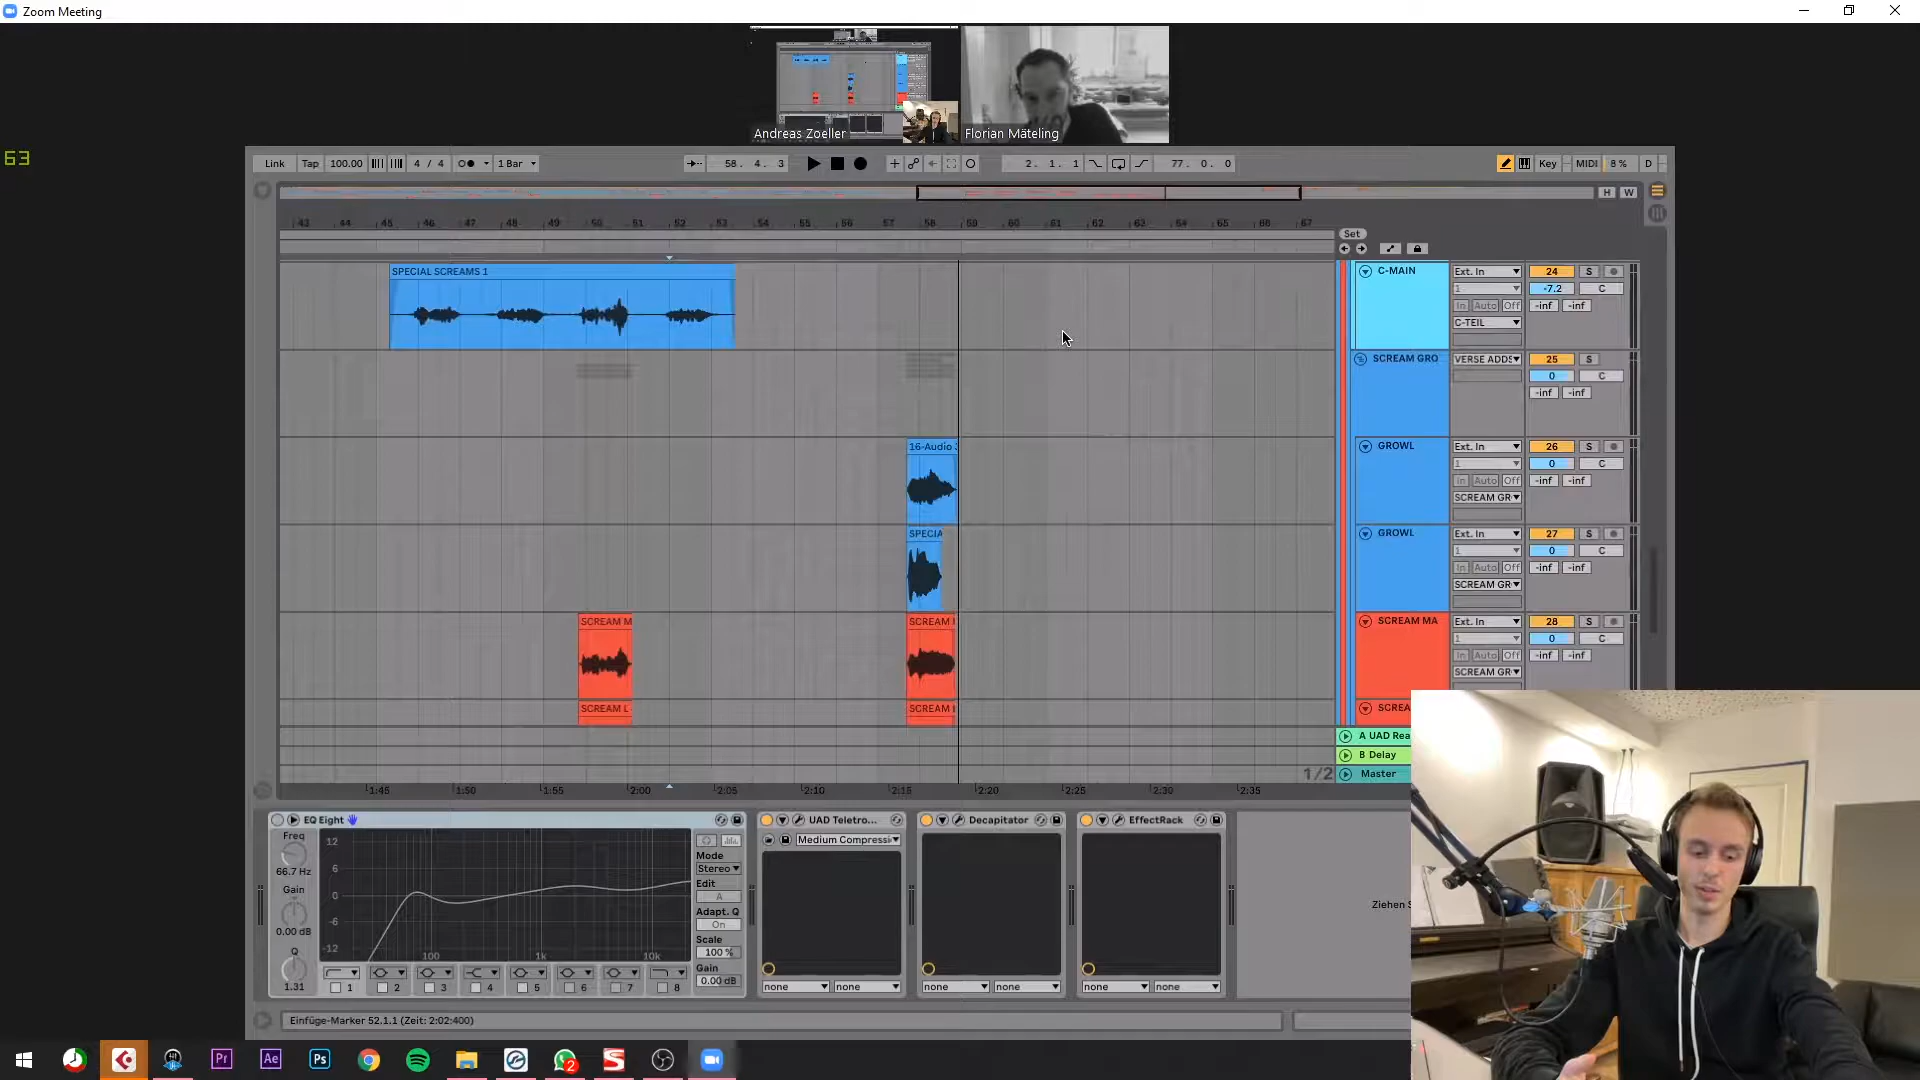 Zoom Meeting
Andreas Zoeller
Florian Mäteling
63
Link Tap 100.00 4 / 4 1 Bar 58. 4. 3 2. 1. 1 77. 0. 0 Key MIDI 8 % D
H W
43 44 45 46 47 48 49 50 51 52 53 54 55 56 57 58 59 60 61 62 63 64 65 66 67
Set
SPECIAL SCREAMS 1
C-MAIN Ext. In 24 S
1 -7.2 C
In Auto Off -inf -inf
C-TEIL
SCREAM GRO VERSE ADDS 25 S
0 C
-inf -inf
16-Audio
GROWL Ext. In 26 S
1 0 C
In Auto Off -inf -inf
SCREAM GR
SPECIA
GROWL Ext. In 27 S
1 0 C
In Auto Off -inf -inf
SCREAM GR
SCREAM M
SCREAM
SCREAM MA Ext. In 28 S
1 0 C
In Auto Off -inf -inf
SCREAM GR
SCREAM L
SCREAM
SCREA
A UAD Rea
B Delay
1/2 Master
1:45 1:50 1:55 2:00 2:05 2:10 2:15 2:20 2:25 2:30 2:35
EQ Eight
Freq
66.7 Hz
Gain
0.00 dB
Q
1.31
12
6
0
-6
-12
100 1k 10k
1 2 3 4 5 6 7 8
Mode
Stereo
Edit
A
Adapt. Q
On
Scale
100 %
Gain
0.00 dB
UAD Teletro...
Medium Compressi
none none
Decapitator
none none
EffectRack
none none
Ziehen S
Einfüge-Marker 52.1.1 (Zeit: 2:02:400)
Pr Ae Ps 2 S